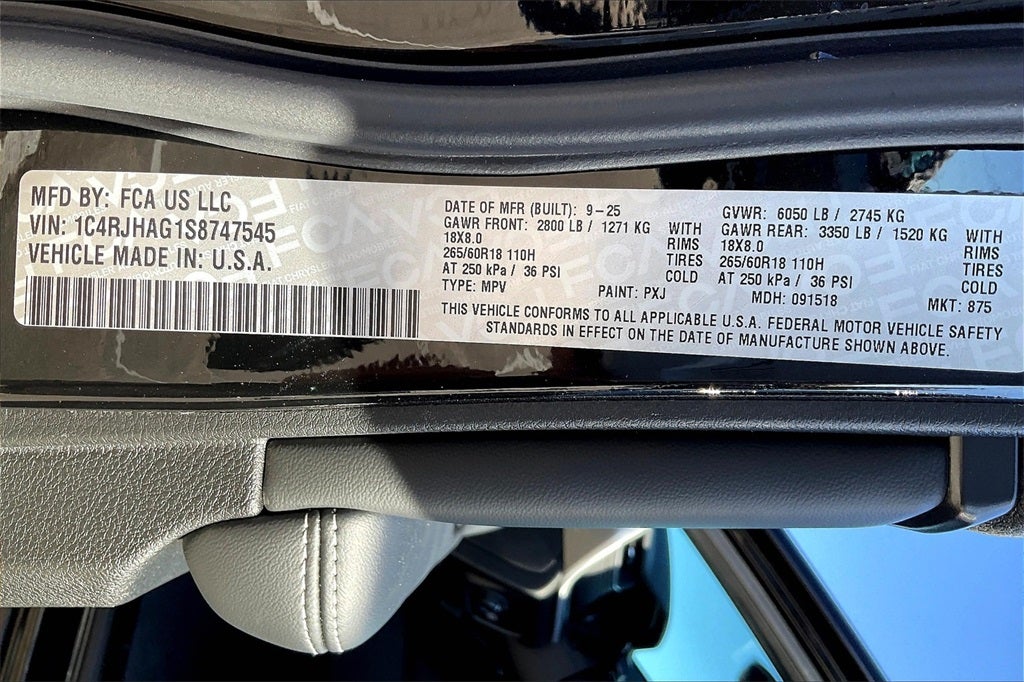 MFD BY: FCA US LLC
VIN: 1C4RJHAG1S8747545
VEHICLE MADE IN: U.S.A.
DATE OF MFR (BUILT): 9-25
GAWR FRONT: 2800 LB / 1271 KG WITH
18X8.0 RIMS
265/60R18 110H TIRES
AT 250 kPa / 36 PSI COLD
TYPE: MPV PAINT: PXJ
GVWR: 6050 LB / 2745 KG
GAWR REAR: 3350 LB / 1520 KG WITH
18X8.0 RIMS
265/60R18 110H TIRES
AT 250 kPa / 36 PSI COLD
MDH: 091518 MKT: 875
THIS VEHICLE CONFORMS TO ALL APPLICABLE U.S.A. FEDERAL MOTOR VEHICLE SAFETY
STANDARDS IN EFFECT ON THE DATE OF MANUFACTURE SHOWN ABOVE.